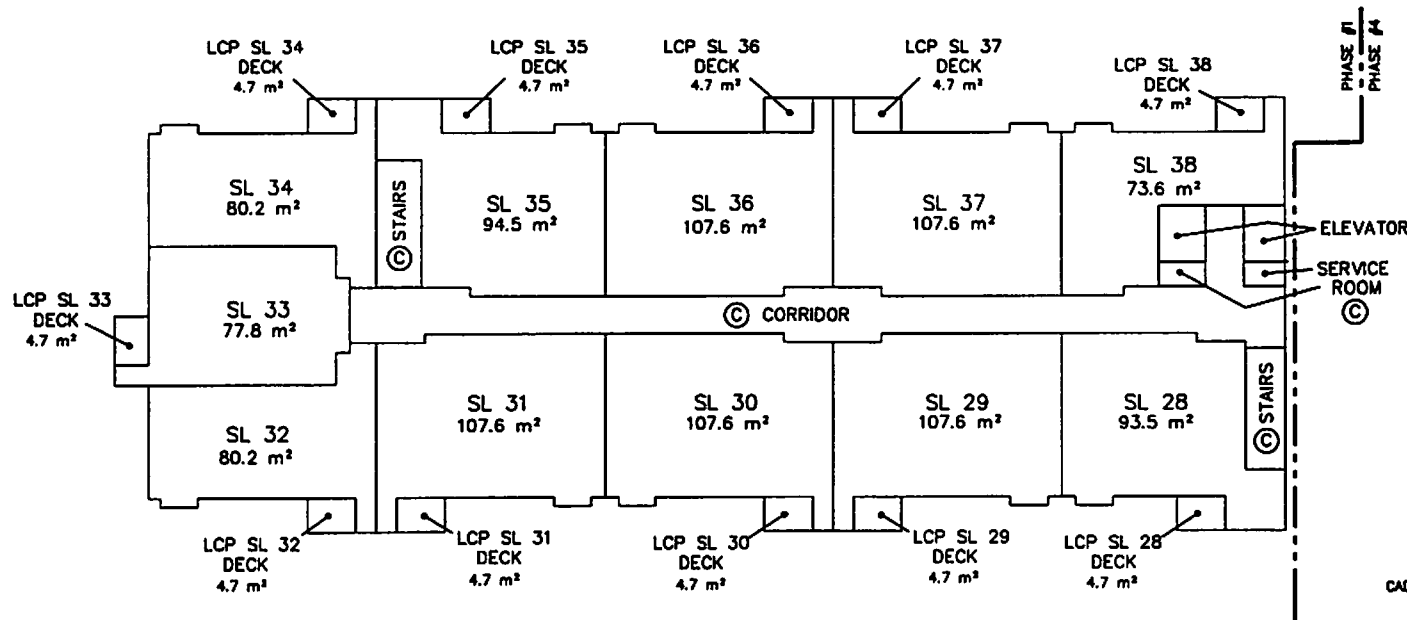 LCP SL 34
DECK
4.7 m²
LCP SL 35
DECK
4.7 m²
LCP SL 36
DECK
4.7 m²
LCP SL 37
DECK
4.7 m²
LCP SL 38
DECK
4.7 m²
PHASE #1
PHASE #4
SL 34
80.2 m²
Ⓒ STAIRS
SL 35
94.5 m²
SL 36
107.6 m²
SL 37
107.6 m²
SL 38
73.6 m²
ELEVATOR
SERVICE
ROOM
Ⓒ
LCP SL 33
DECK
4.7 m²
SL 33
77.8 m²
Ⓒ CORRIDOR
SL 32
80.2 m²
SL 31
107.6 m²
SL 30
107.6 m²
SL 29
107.6 m²
SL 28
93.5 m²
Ⓒ STAIRS
LCP SL 32
DECK
4.7 m²
LCP SL 31
DECK
4.7 m²
LCP SL 30
DECK
4.7 m²
LCP SL 29
DECK
4.7 m²
LCP SL 28
DECK
4.7 m²